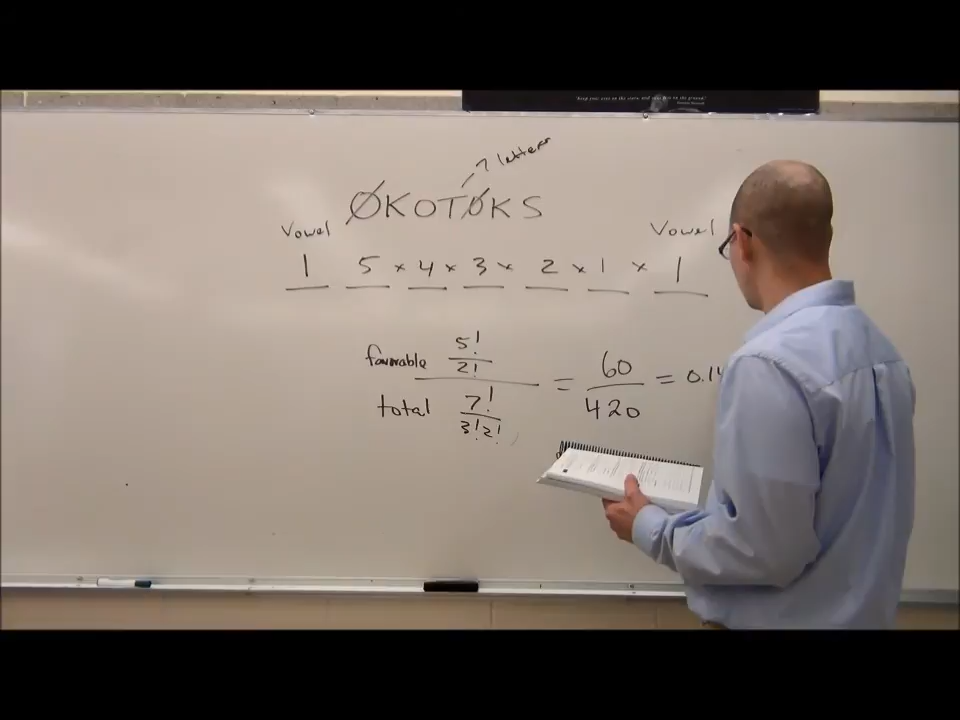 7 letters
OKOTOKS
Vowel Vowel
1 5 × 4 × 3 × 2 × 1 × 1
favorable 5!/2!
total 7!/3!2!
= 60/420 = 0.14